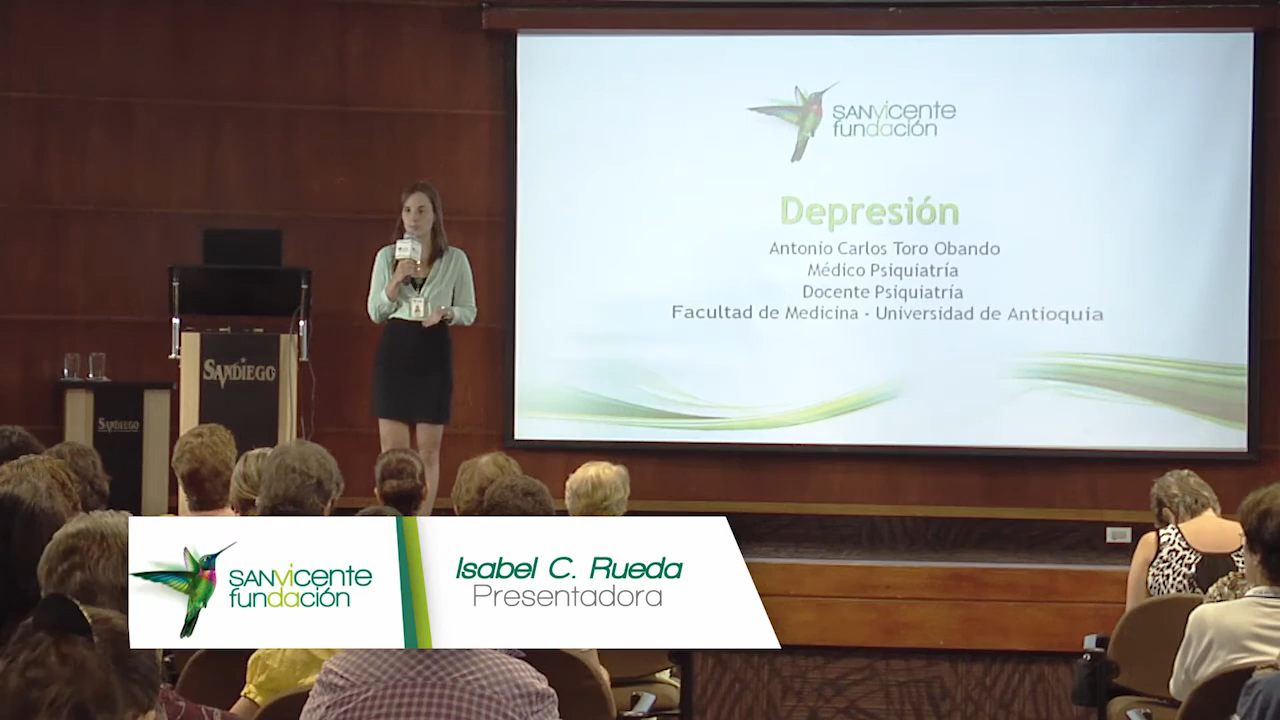 SANVICENTE
FUNDACIÓN
Depresión
Antonio Carlos Toro Obando
Médico Psiquiatría
Docente Psiquiatría
Facultad de Medicina - Universidad de Antioquia
SANDIEGO
SANDIEGO
SANVICENTE
FUNDACIÓN
Isabel C. Rueda
Presentadora